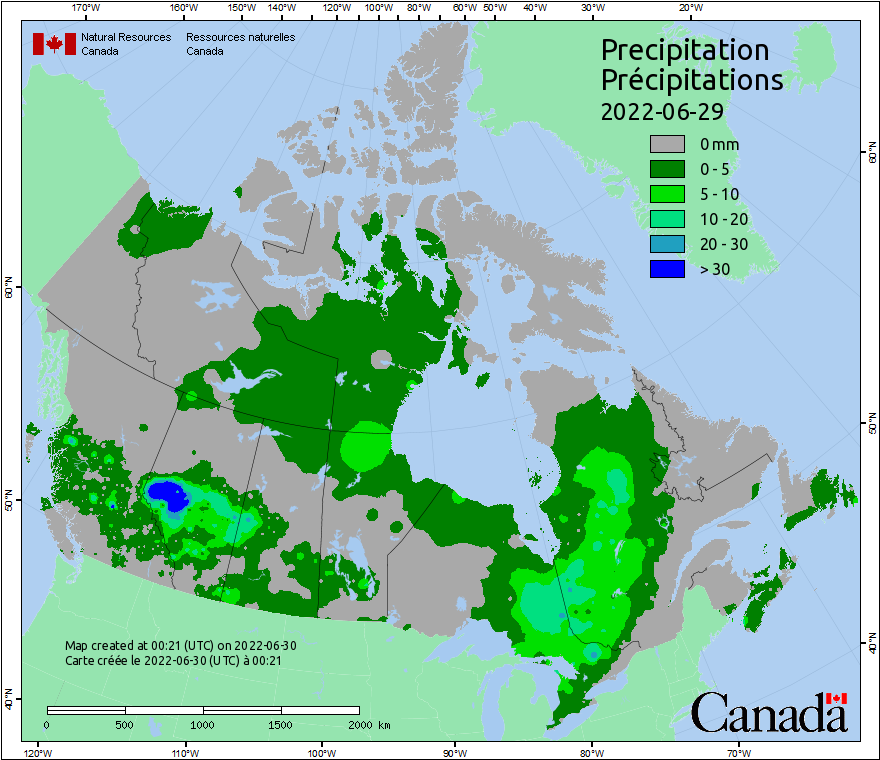 170°W 160°W 150°W 140°W 120°W 100°W 80°W 60°W 50°W 40°W 30°W 20°W
Natural Resources Ressources naturelles
Canada Canada
Precipitation
Précipitations
2022-06-29
0 mm
0 - 5
5 - 10
10 - 20
20 - 30
> 30
60°N
50°N
40°N
60°N
50°N
40°N
Map created at 00:21 (UTC) on 2022-06-30
Carte créée le 2022-06-30 (UTC) à 00:21
0 500 1000 1500 2000 km
Canada
120°W 110°W 100°W 90°W 80°W 70°W